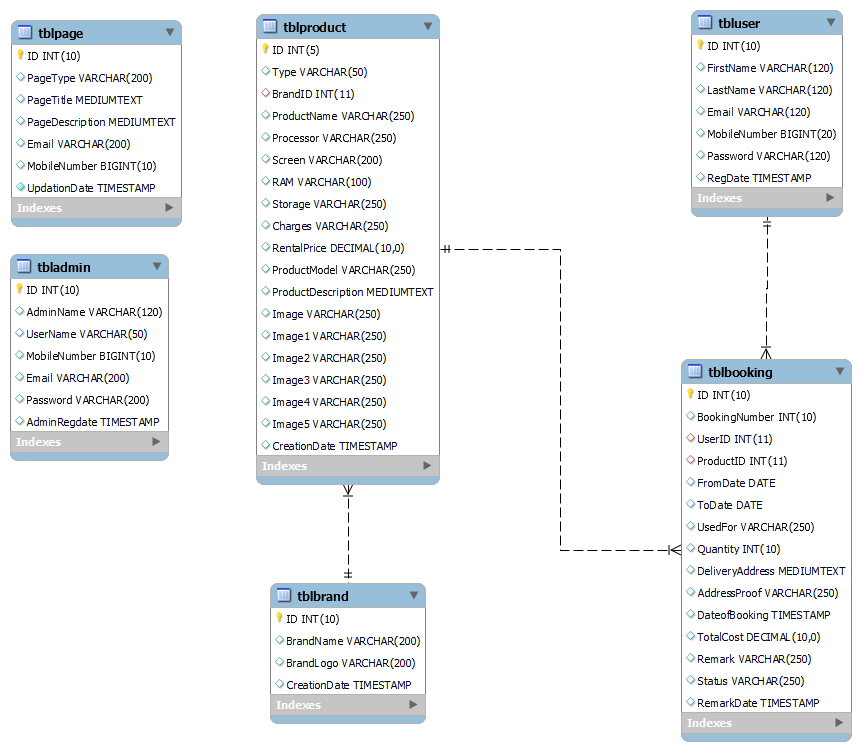 tblpage
ID INT(10)
PageType VARCHAR(200)
PageTitle MEDIUMTEXT
PageDescription MEDIUMTEXT
Email VARCHAR(200)
MobileNumber BIGINT(10)
UpdationDate TIMESTAMP
Indexes
tbladmin
ID INT(10)
AdminName VARCHAR(120)
UserName VARCHAR(50)
MobileNumber BIGINT(10)
Email VARCHAR(200)
Password VARCHAR(200)
AdminRegdate TIMESTAMP
Indexes
tblproduct
ID INT(5)
Type VARCHAR(50)
BrandID INT(11)
ProductName VARCHAR(250)
Processor VARCHAR(250)
Screen VARCHAR(200)
RAM VARCHAR(100)
Storage VARCHAR(250)
Charges VARCHAR(250)
RentalPrice DECIMAL(10,0)
ProductModel VARCHAR(250)
ProductDescription MEDIUMTEXT
Image VARCHAR(250)
Image1 VARCHAR(250)
Image2 VARCHAR(250)
Image3 VARCHAR(250)
Image4 VARCHAR(250)
Image5 VARCHAR(250)
CreationDate TIMESTAMP
Indexes
tblbrand
ID INT(10)
BrandName VARCHAR(200)
BrandLogo VARCHAR(200)
CreationDate TIMESTAMP
Indexes
tbluser
ID INT(10)
FirstName VARCHAR(120)
LastName VARCHAR(120)
Email VARCHAR(120)
MobileNumber BIGINT(20)
Password VARCHAR(120)
RegDate TIMESTAMP
Indexes
tblbooking
ID INT(10)
BookingNumber INT(10)
UserID INT(11)
ProductID INT(11)
FromDate DATE
ToDate DATE
UsedFor VARCHAR(250)
Quantity INT(10)
DeliveryAddress MEDIUMTEXT
AddressProof VARCHAR(250)
DateofBooking TIMESTAMP
TotalCost DECIMAL(10,0)
Remark VARCHAR(250)
Status VARCHAR(250)
RemarkDate TIMESTAMP
Indexes